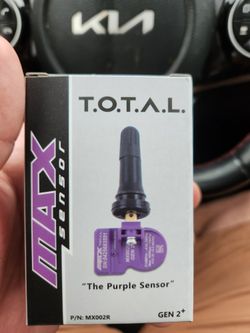 KIA
T.O.T.A.L.
MAX
sensor
"The Purple Sensor"
P/N: MX002R
GEN 2+